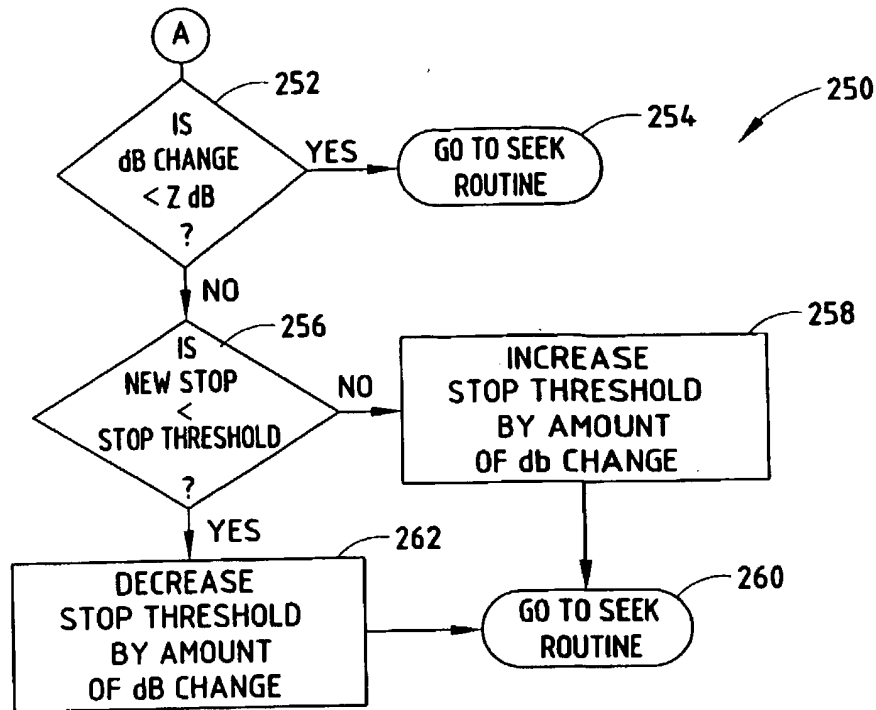 A
252
250
IS
dB CHANGE
< Z dB
?
YES
254
GO TO SEEK
ROUTINE
NO
256
IS
NEW STOP
<
STOP THRESHOLD
?
NO
258
INCREASE
STOP THRESHOLD
BY AMOUNT
OF db CHANGE
YES
262
DECREASE
STOP THRESHOLD
BY AMOUNT
OF dB CHANGE
260
GO TO SEEK
ROUTINE